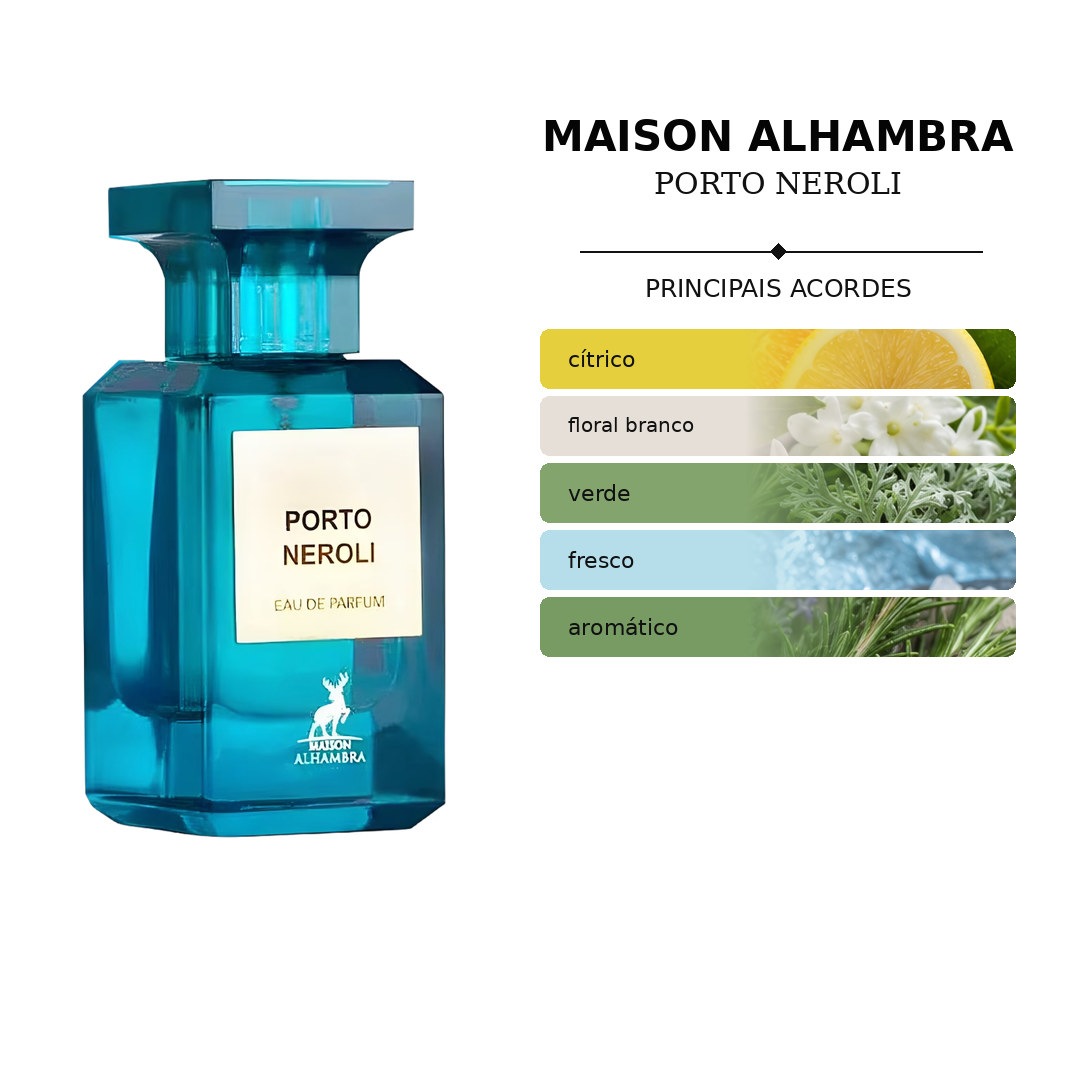 MAISON ALHAMBRA
PORTO NEROLI
PRINCIPAIS ACORDES
cítrico
floral branco
verde
fresco
aromático
PORTO
NEROLI
EAU DE PARFUM
MAISON
ALHAMBRA